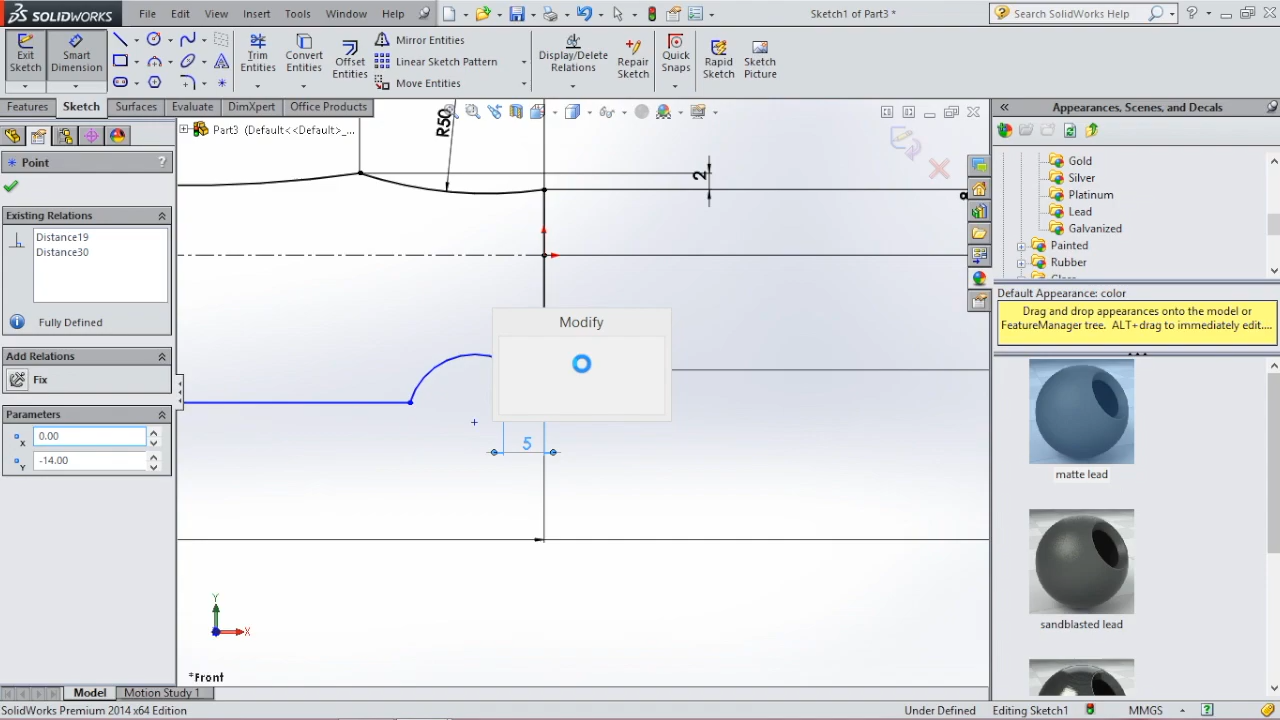 SOLIDWORKS File Edit View Insert Tools Window Help Sketch1 of Part3 * Search SolidWorks Help
Exit Sketch
Smart Dimension
Trim Entities
Convert Entities
Offset Entities
Mirror Entities
Linear Sketch Pattern
Move Entities
Display/Delete Relations
Repair Sketch
Quick Snaps
Rapid Sketch
Sketch Picture
Features Sketch Surfaces Evaluate DimXpert Office Products
Appearances, Scenes, and Decals
Part3 (Default<<Default>_...
Point ?
Existing Relations
Distance19
Distance30
Fully Defined
Add Relations
Fix
Parameters
x 0.00
Y -14.00
R50
2
Modify
5
Y
X
*Front
Gold
Silver
Platinum
Lead
Galvanized
Painted
Rubber
Default Appearance: color
Drag and drop appearances onto the model or
FeatureManager tree. ALT+drag to immediately edit....
matte lead
sandblasted lead
Model Motion Study 1
SolidWorks Premium 2014 x64 Edition Under Defined Editing Sketch1 MMGS